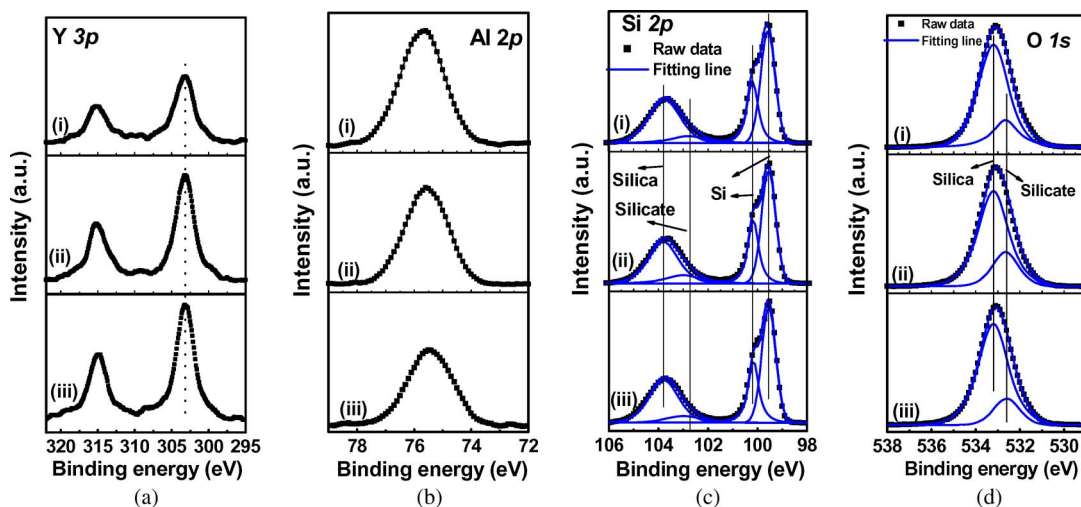 Y 3p
(i)
(ii)
(iii)
Intensity (a.u.)
322 315 308 300 295
Binding energy (eV)
(a)
Al 2p
(i)
(ii)
(iii)
Intensity (a.u.)
78 76 74 72
Binding energy (eV)
(b)
Si 2p
Raw data
Fitting line
(i)
Silica
Si
Silicate
(ii)
(iii)
Intensity (a.u.)
106 104 102 100 98
Binding energy (eV)
(c)
Raw data
Fitting line
O 1s
(i)
Silica
Silicate
(ii)
(iii)
Intensity (a.u.)
538 536 534 532 530
Binding energy (eV)
(d)